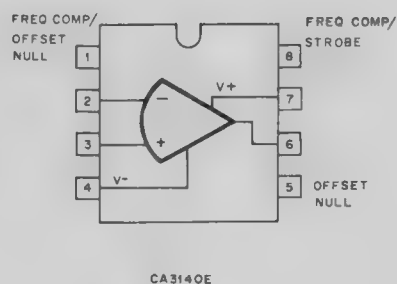 FREQ COMP/
OFFSET
NULL
FREQ COMP/
STROBE
1
8
2
−
V+
7
3
+
6
4
V-
5
OFFSET
NULL
CA3140E